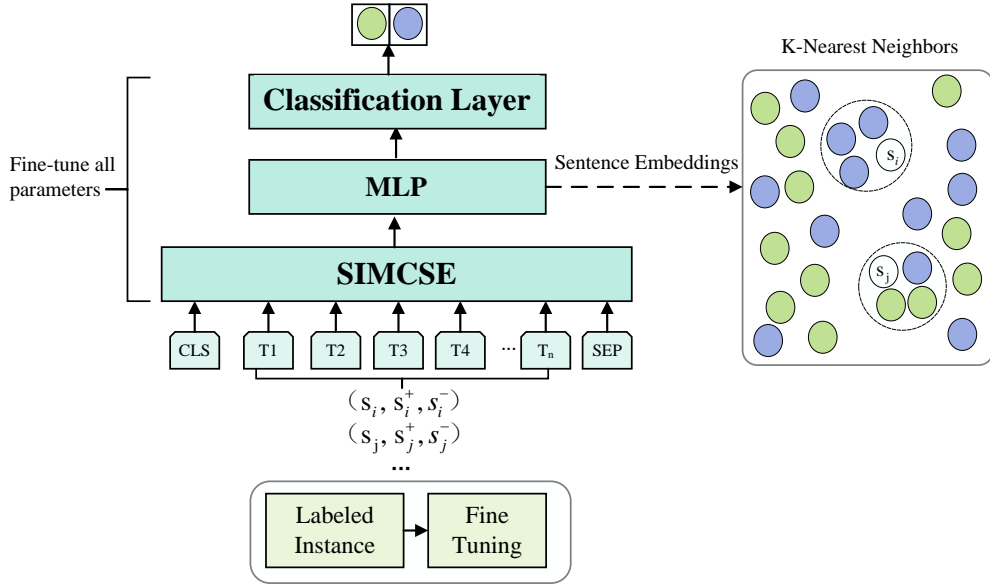 K-Nearest Neighbors
Classification Layer
Fine-tune all
parameters
MLP
Sentence Embeddings
SIMCSE
CLS T1 T2 T3 T4 ... Tₙ SEP
(sᵢ, sᵢ⁺, sᵢ⁻)
(sⱼ, sⱼ⁺, sⱼ⁻)
...
Labeled
Instance
Fine
Tuning
sᵢ
sⱼ